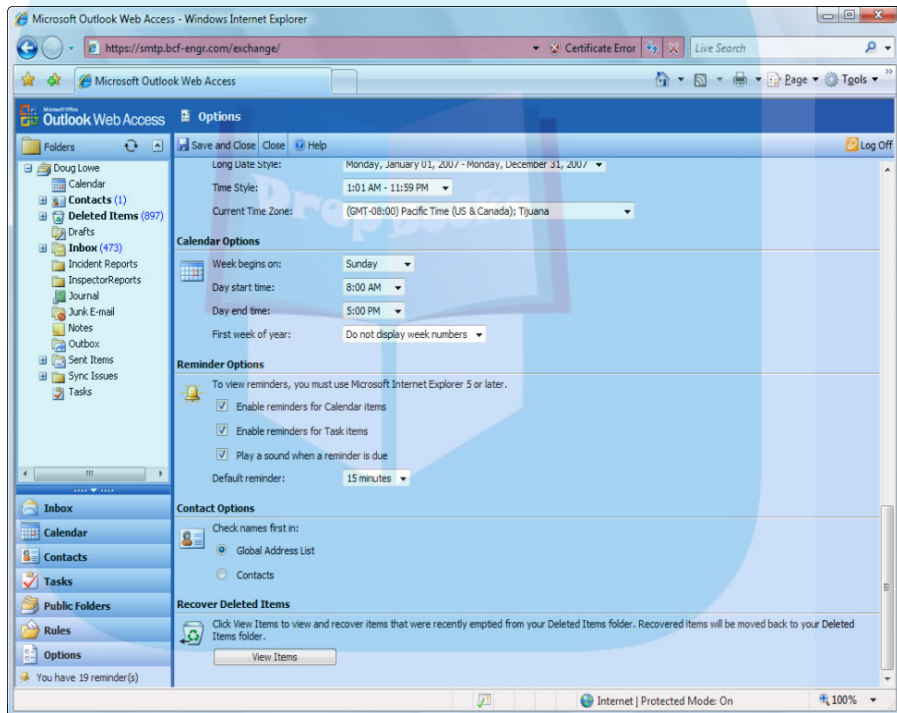 Microsoft Outlook Web Access - Windows Internet Explorer
https://smtp.bcf-engr.com/exchange/
Certificate Error
Live Search
Microsoft Outlook Web Access
Page
Tools
Microsoft Office
Outlook Web Access
Options
Folders
Save and Close
Close
Help
Log Off
Doug Lowe
Calendar
Contacts (1)
Deleted Items (897)
Drafts
Inbox (473)
Incident Reports
InspectorReports
Journal
Junk E-mail
Notes
Outbox
Sent Items
Sync Issues
Tasks
Inbox
Calendar
Contacts
Tasks
Public Folders
Rules
Options
You have 19 reminder(s)
Long Date Style: Monday, January 01, 2007 - Monday, December 31, 2007
Time Style: 1:01 AM - 11:59 PM
Current Time Zone: (GMT-08:00) Pacific Time (US & Canada); Tijuana
DropBooks
Calendar Options
Week begins on: Sunday
Day start time: 8:00 AM
Day end time: 5:00 PM
First week of year: Do not display week numbers
Reminder Options
To view reminders, you must use Microsoft Internet Explorer 5 or later.
Enable reminders for Calendar items
Enable reminders for Task items
Play a sound when a reminder is due
Default reminder: 15 minutes
Contact Options
Check names first in:
Global Address List
Contacts
Recover Deleted Items
Click View Items to view and recover items that were recently emptied from your Deleted Items folder. Recovered items will be moved back to your Deleted
Items folder.
View Items
Internet | Protected Mode: On
100%